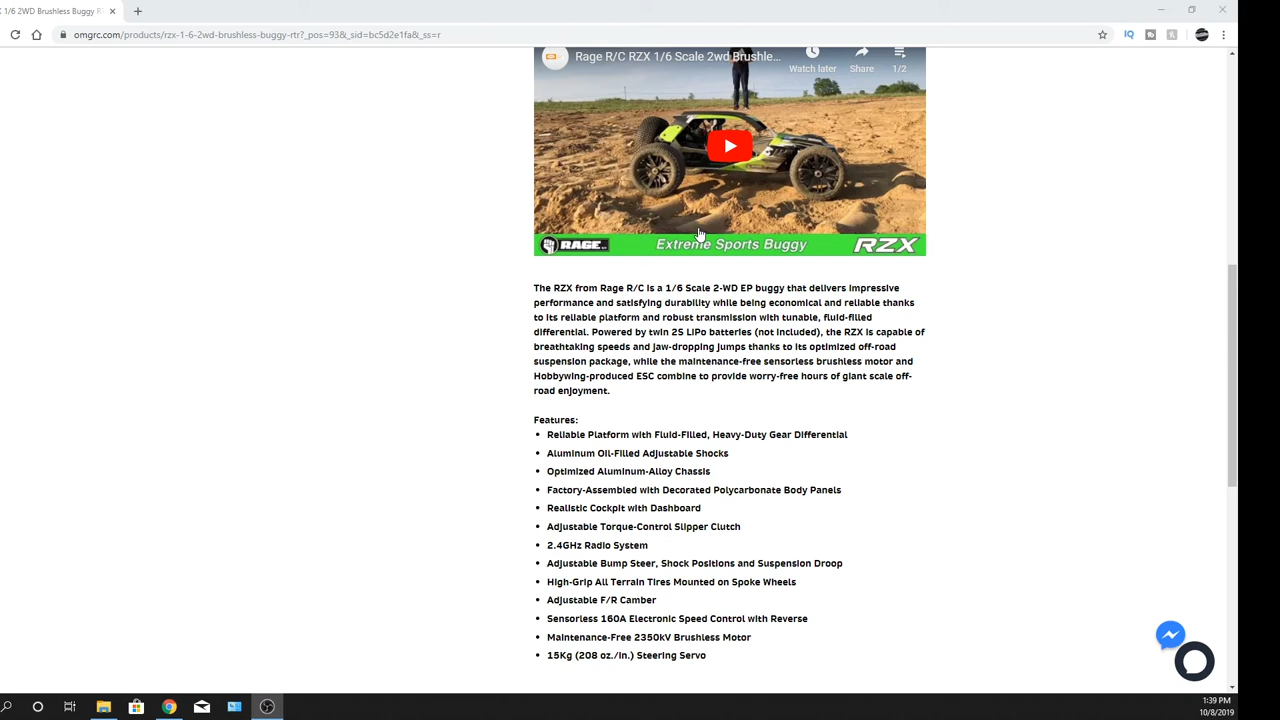 1/6 2WD Brushless Buggy R
omgrc.com/products/rzx-1-6-2wd-brushless-buggy-rtr?_pos=93&_sid=bc5d2e1fa&_ss=r
Rage R/C RZX 1/6 Scale 2wd Brushle...
Watch later
Share
1/2
RAGE
Extreme Sports Buggy
RZX
The RZX from Rage R/C is a 1/6 Scale 2-WD EP buggy that delivers impressive
performance and satisfying durability while being economical and reliable thanks
to its reliable platform and robust transmission with tunable, fluid-filled
differential. Powered by twin 2S LiPo batteries (not included), the RZX is capable of
breathtaking speeds and jaw-dropping jumps thanks to its optimized off-road
suspension package, while the maintenance-free sensorless brushless motor and
Hobbywing-produced ESC combine to provide worry-free hours of giant scale off-
road enjoyment.
Features:
• Reliable Platform with Fluid-Filled, Heavy-Duty Gear Differential
• Aluminum Oil-Filled Adjustable Shocks
• Optimized Aluminum-Alloy Chassis
• Factory-Assembled with Decorated Polycarbonate Body Panels
• Realistic Cockpit with Dashboard
• Adjustable Torque-Control Slipper Clutch
• 2.4GHz Radio System
• Adjustable Bump Steer, Shock Positions and Suspension Droop
• High-Grip All Terrain Tires Mounted on Spoke Wheels
• Adjustable F/R Camber
• Sensorless 160A Electronic Speed Control with Reverse
• Maintenance-Free 2350kV Brushless Motor
• 15Kg (208 oz./in.) Steering Servo
1:39 PM
10/8/2019